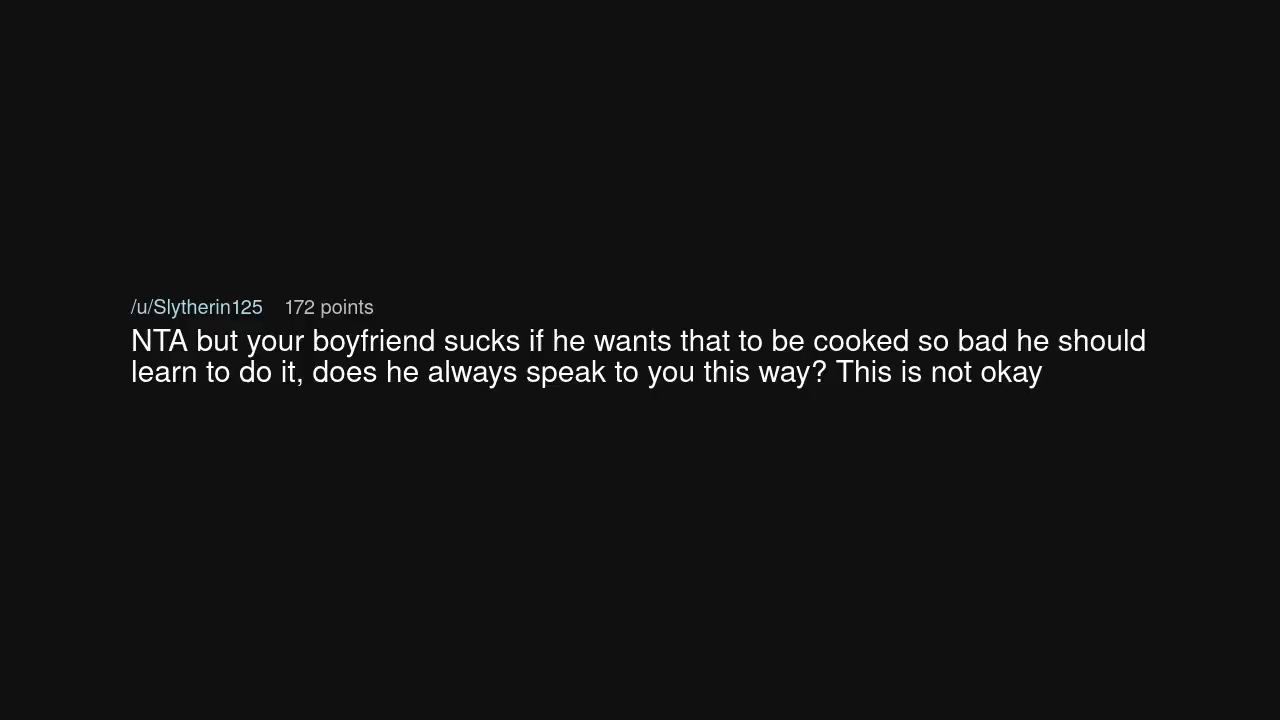 /u/Slytherin125 172 points
NTA but your boyfriend sucks if he wants that to be cooked so bad he should
learn to do it, does he always speak to you this way? This is not okay